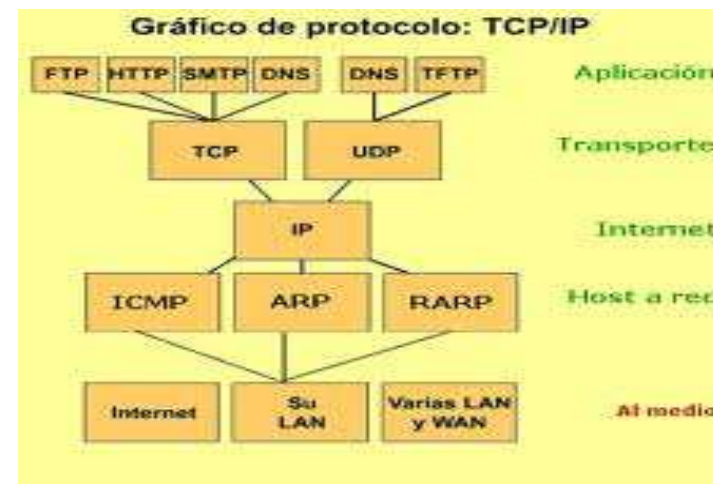 Gráfico de protocolo: TCP/IP
FTP HTTP SMTP DNS DNS TFTP Aplicación
TCP UDP Transporte
IP Internet
ICMP ARP RARP Host a red
Internet Su LAN Varias LAN y WAN Al medio